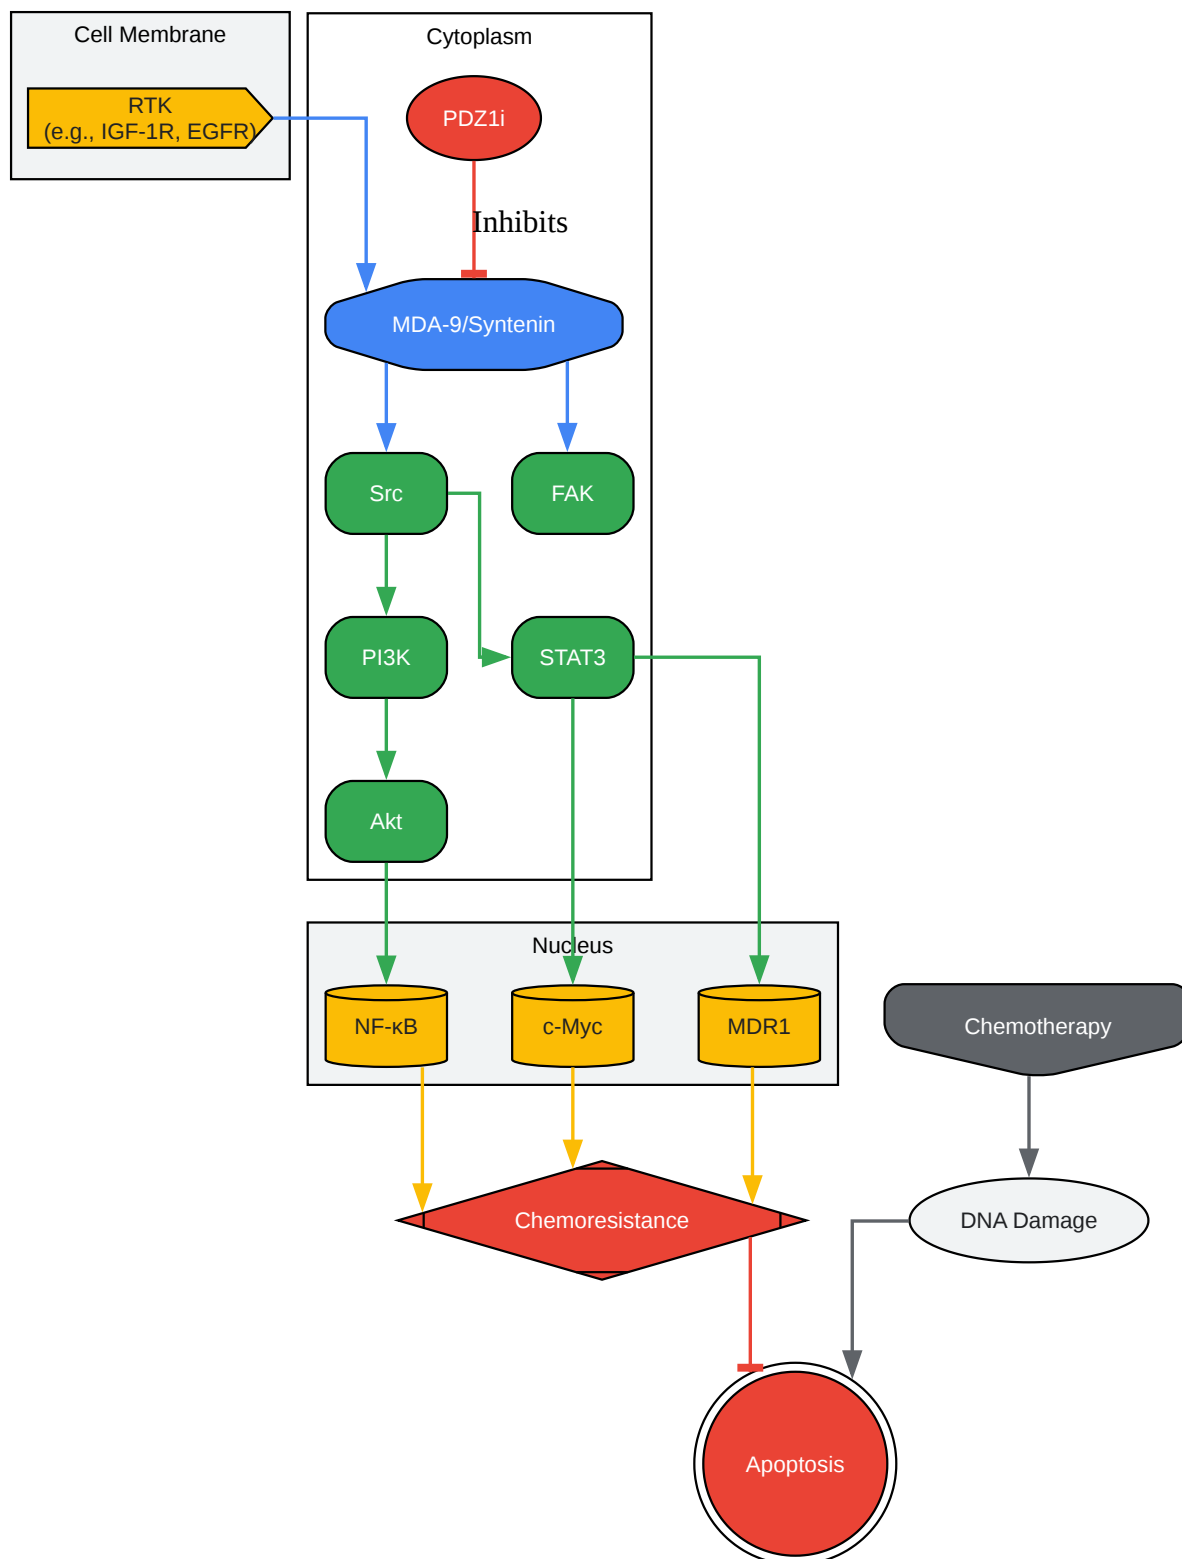 Cell Membrane
RTK
(e.g., IGF-1R, EGFR)
Cytoplasm
PDZ1i
Inhibits
MDA-9/Syntenin
Src
FAK
PI3K
STAT3
Akt
Nucleus
NF-κB
c-Myc
MDR1
Chemotherapy
Chemoresistance
DNA Damage
Apoptosis